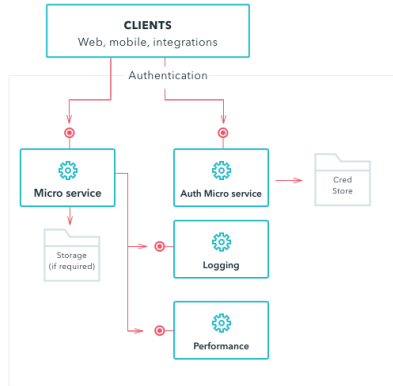 CLIENTS
Web, mobile, integrations
Authentication
Micro service
Auth Micro service
Cred
Store
Storage
(if required)
Logging
Performance